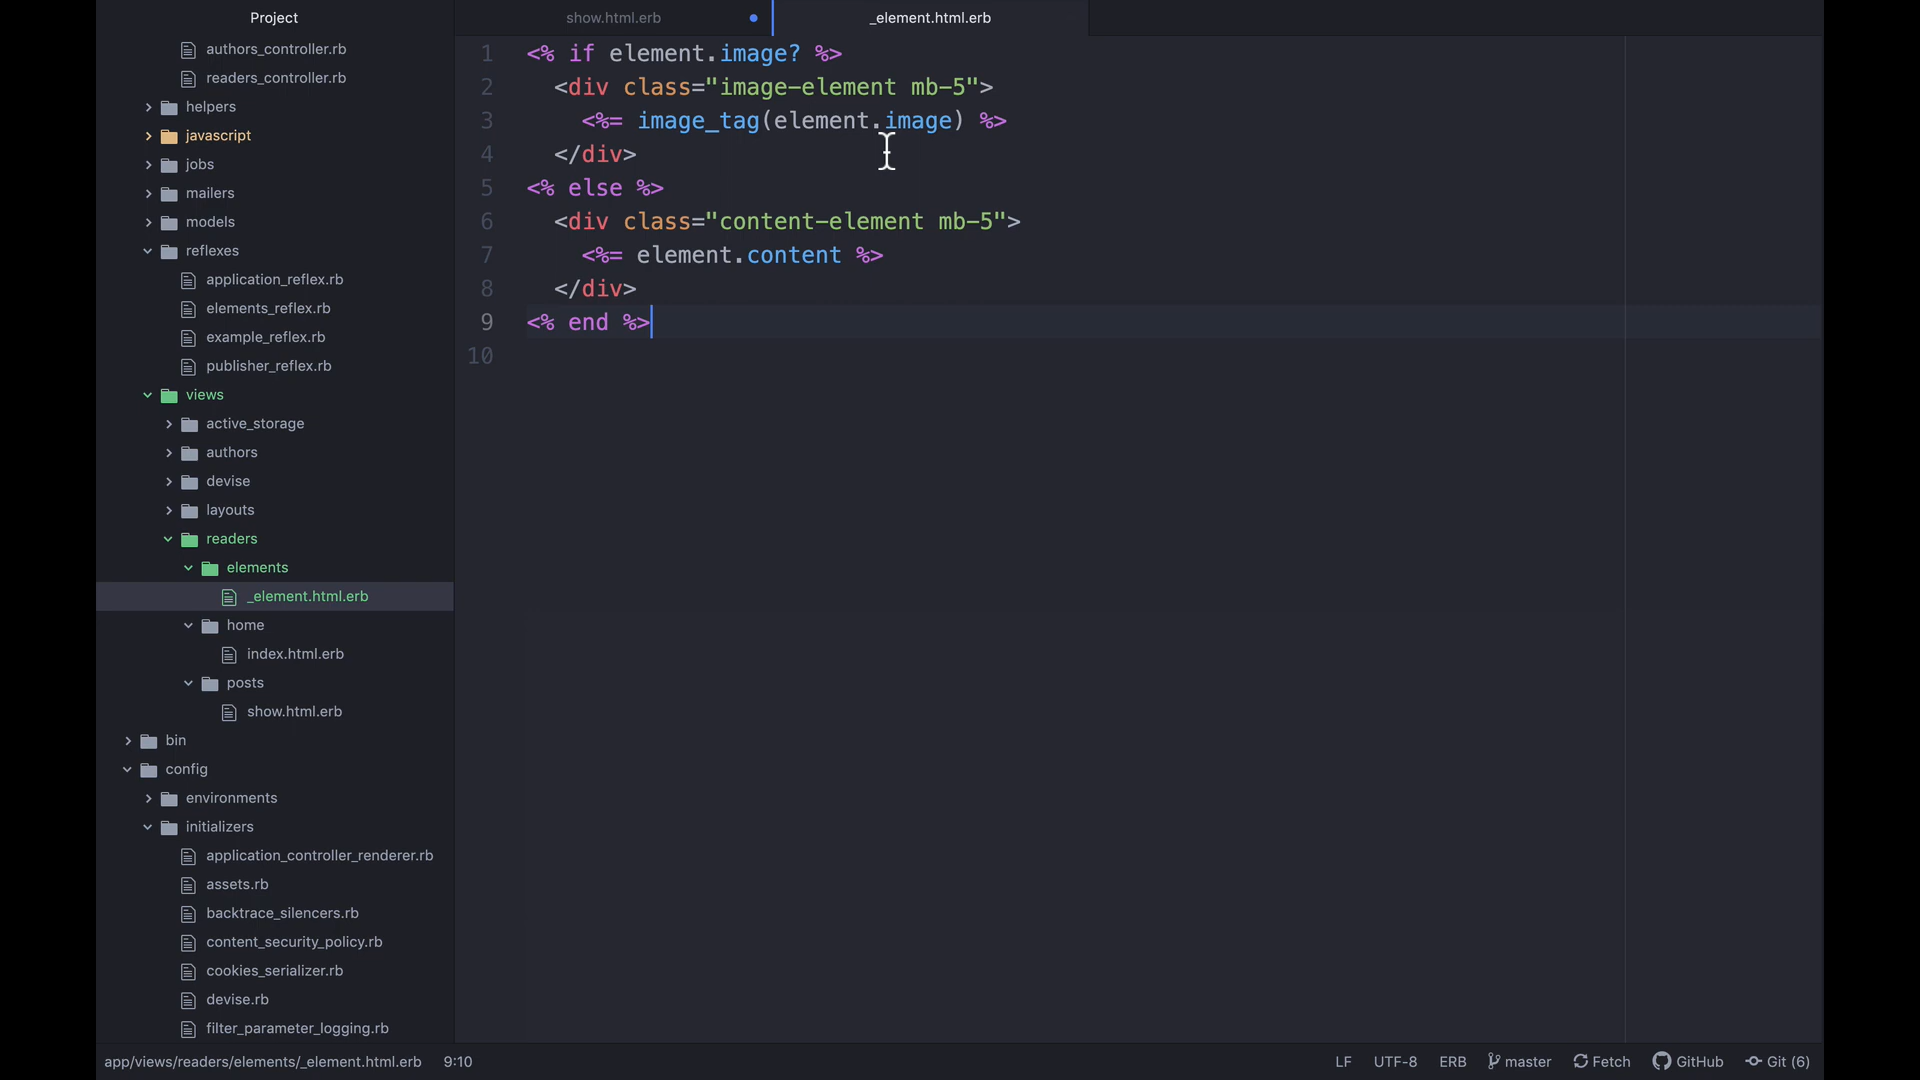 Project
authors_controller.rb
readers_controller.rb
helpers
javascript
jobs
mailers
models
reflexes
application_reflex.rb
elements_reflex.rb
example_reflex.rb
publisher_reflex.rb
views
active_storage
authors
devise
layouts
readers
elements
_element.html.erb
home
index.html.erb
posts
show.html.erb
bin
config
environments
initializers
application_controller_renderer.rb
assets.rb
backtrace_silencers.rb
content_security_policy.rb
cookies_serializer.rb
devise.rb
filter_parameter_logging.rb
show.html.erb
_element.html.erb
1 <% if element.image? %>
2 <div class="image-element mb-5">
3 <%= image_tag(element.image) %>
4 </div>
5 <% else %>
6 <div class="content-element mb-5">
7 <%= element.content %>
8 </div>
9 <% end %>
10
app/views/readers/elements/_element.html.erb 9:10 LF UTF-8 ERB master Fetch GitHub Git (6)